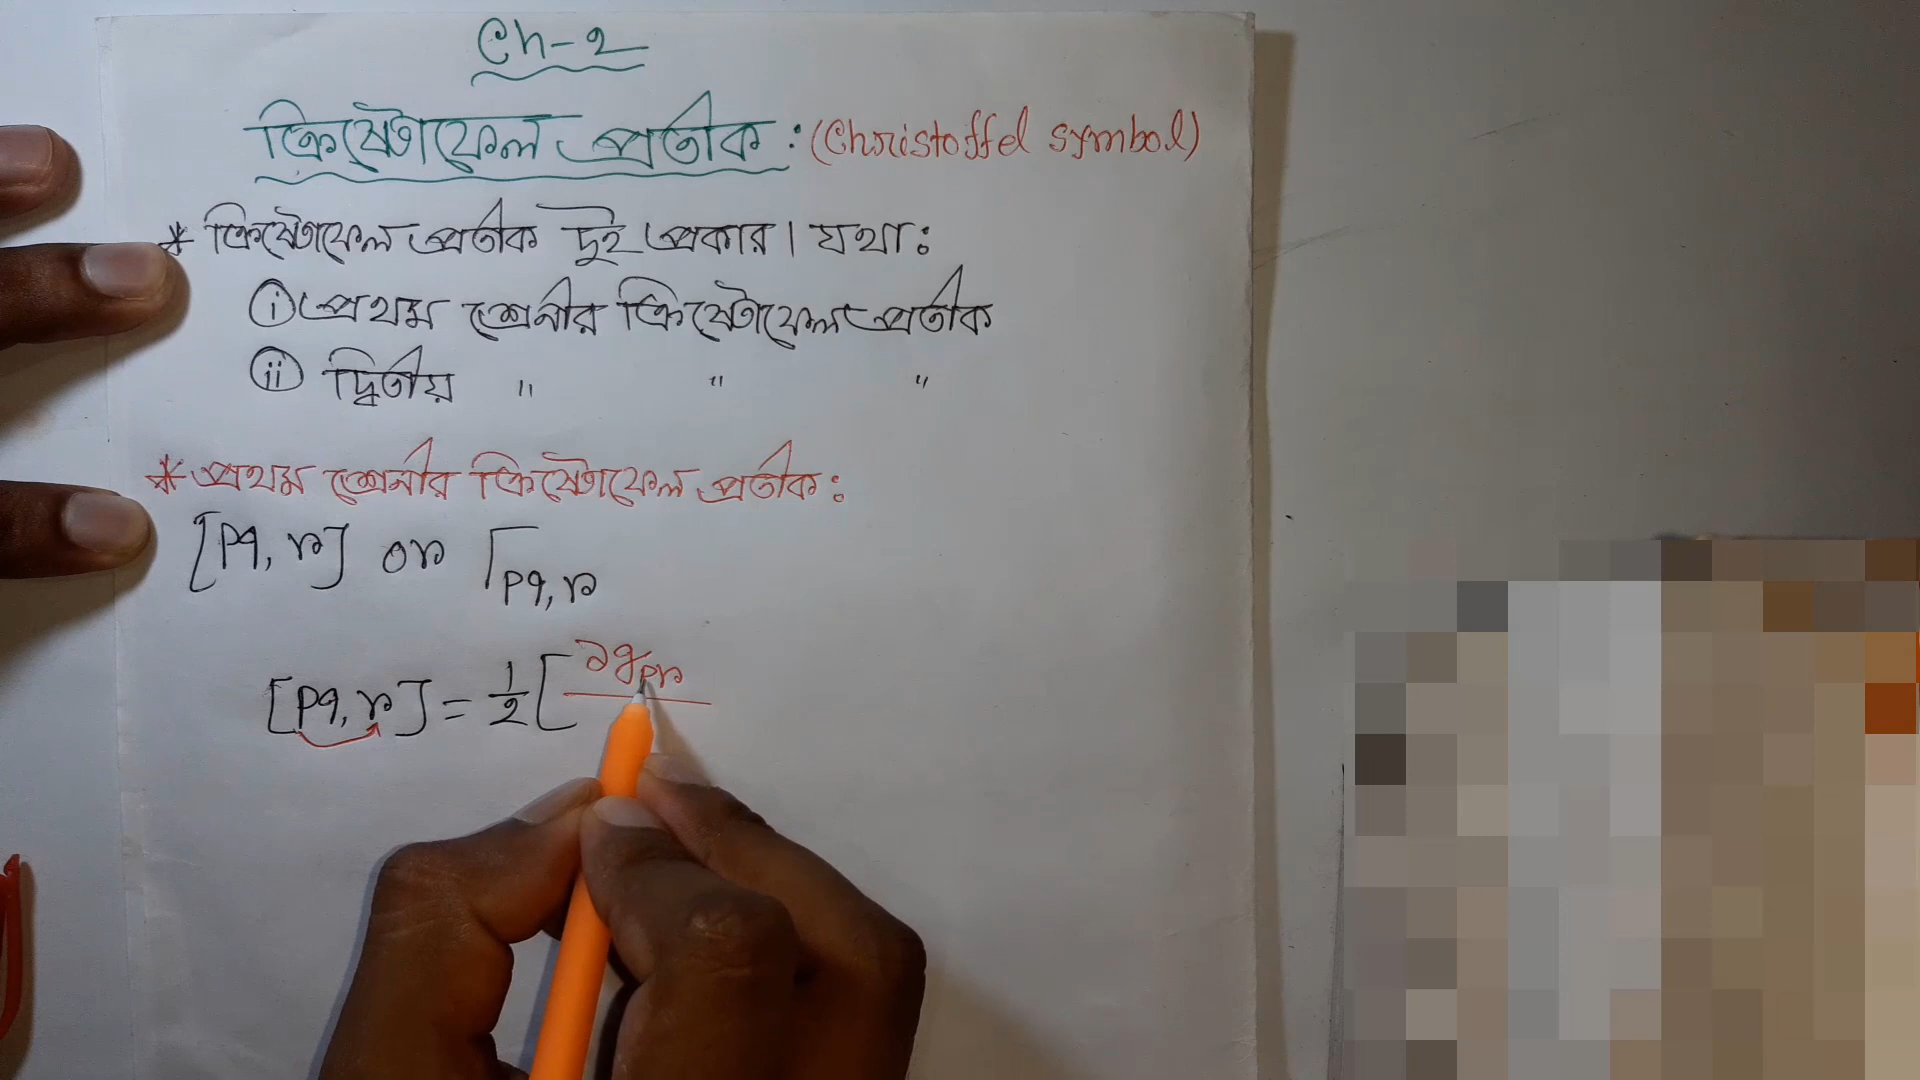 Ch-2
ক্রিষ্টোফেল প্রতীক : (Christoffel symbol)
* ক্রিষ্টোফেল প্রতীক দুই প্রকার। যথা:
(i) প্রথম শ্রেনীর ক্রিষ্টোফেল প্রতীক
(ii) দ্বিতীয় " " "
* প্রথম শ্রেনীর ক্রিষ্টোফেল প্রতীক:
[pq, r] or Γpq, r
[pq, r] = 1/2 [ ∂gpr